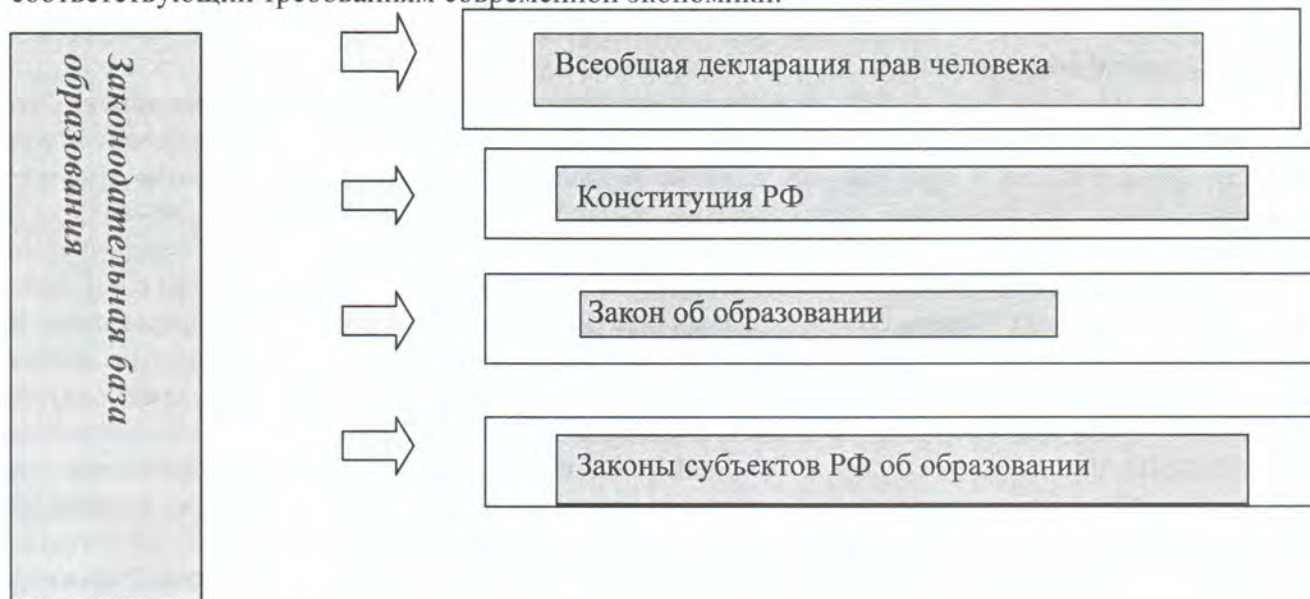 соответствующий требованиям современной экономики.
Законодательная база
образования
Всеобщая декларация прав человека
Конституция РФ
Закон об образовании
Законы субъектов РФ об образовании